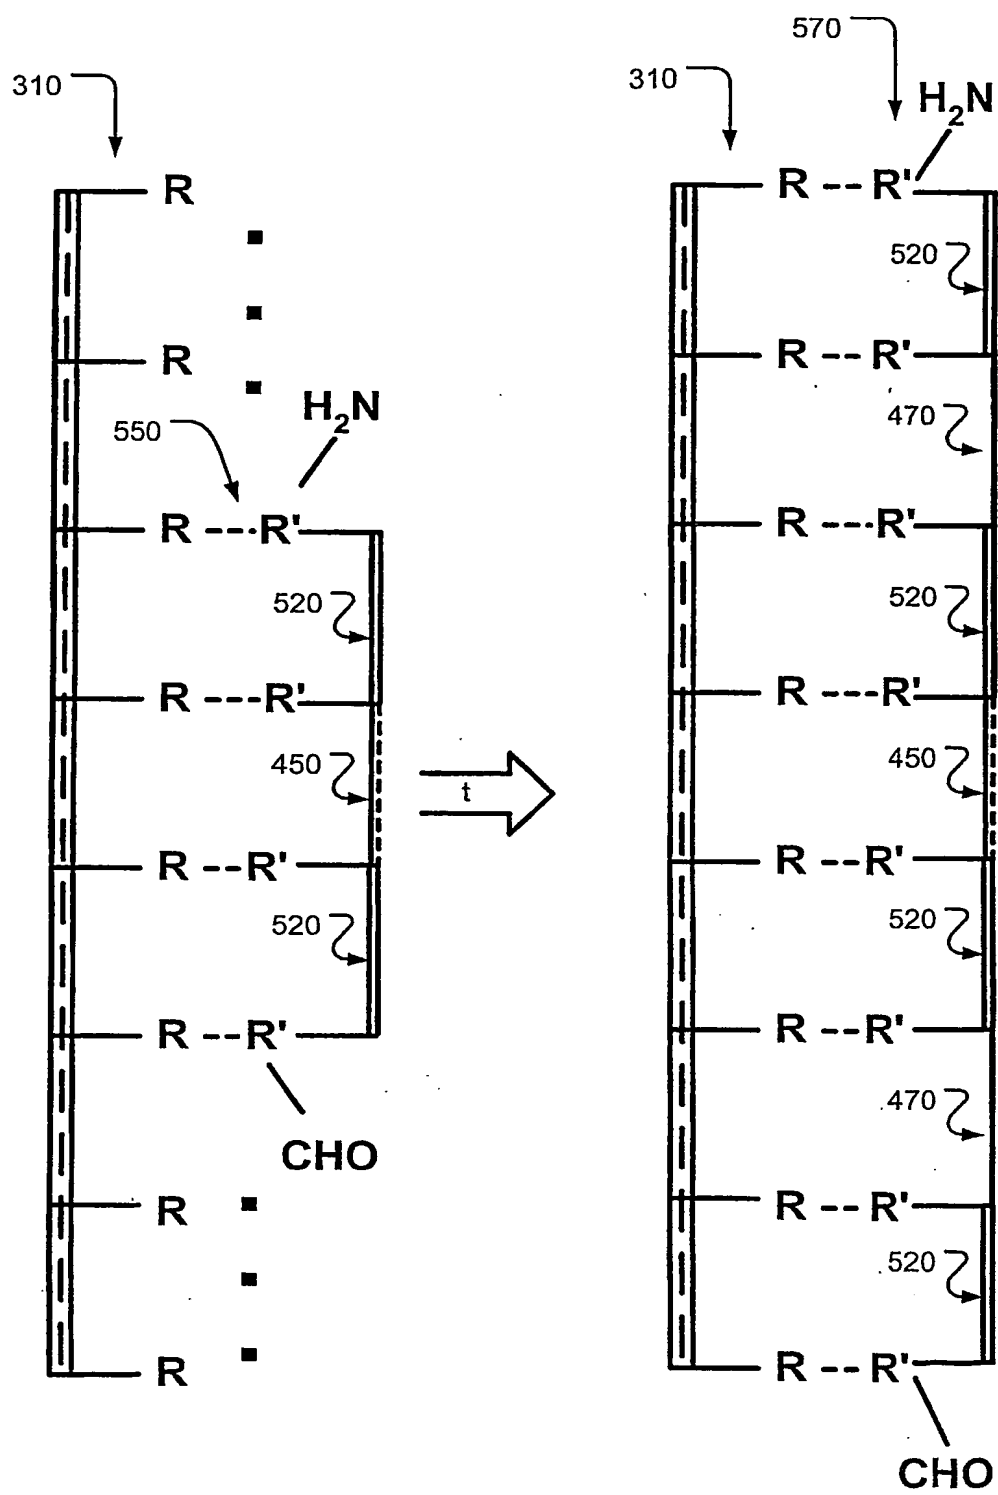 570
310
310
H₂N
R
R -- R'
520
R
R -- R'
H₂N
470
550
R --- R'
R --- R'
520
520
R --- R'
R --- R'
450
t
450
R -- R'
R -- R'
520
520
R -- R'
R -- R'
470
CHO
R
R -- R'
520
R
R -- R'
CHO